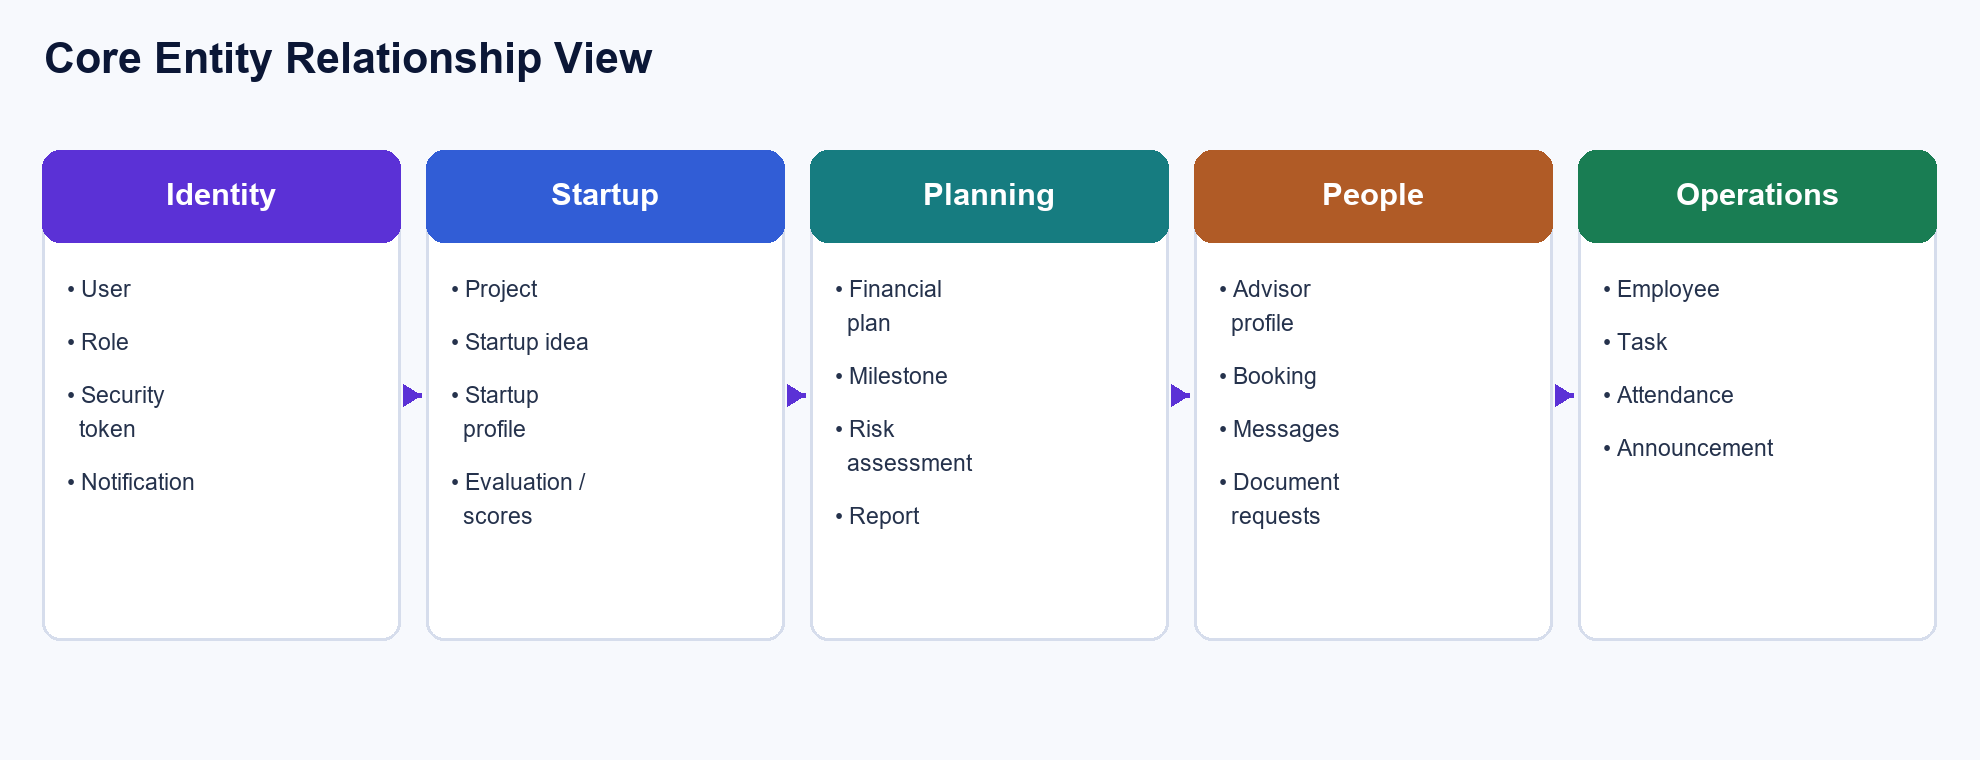 Core Entity Relationship View
Identity
• User
• Role
• Security
token
• Notification
Startup
• Project
• Startup idea
• Startup
profile
• Evaluation /
scores
Planning
• Financial
plan
• Milestone
• Risk
assessment
• Report
People
• Advisor
profile
• Booking
• Messages
• Document
requests
Operations
• Employee
• Task
• Attendance
• Announcement